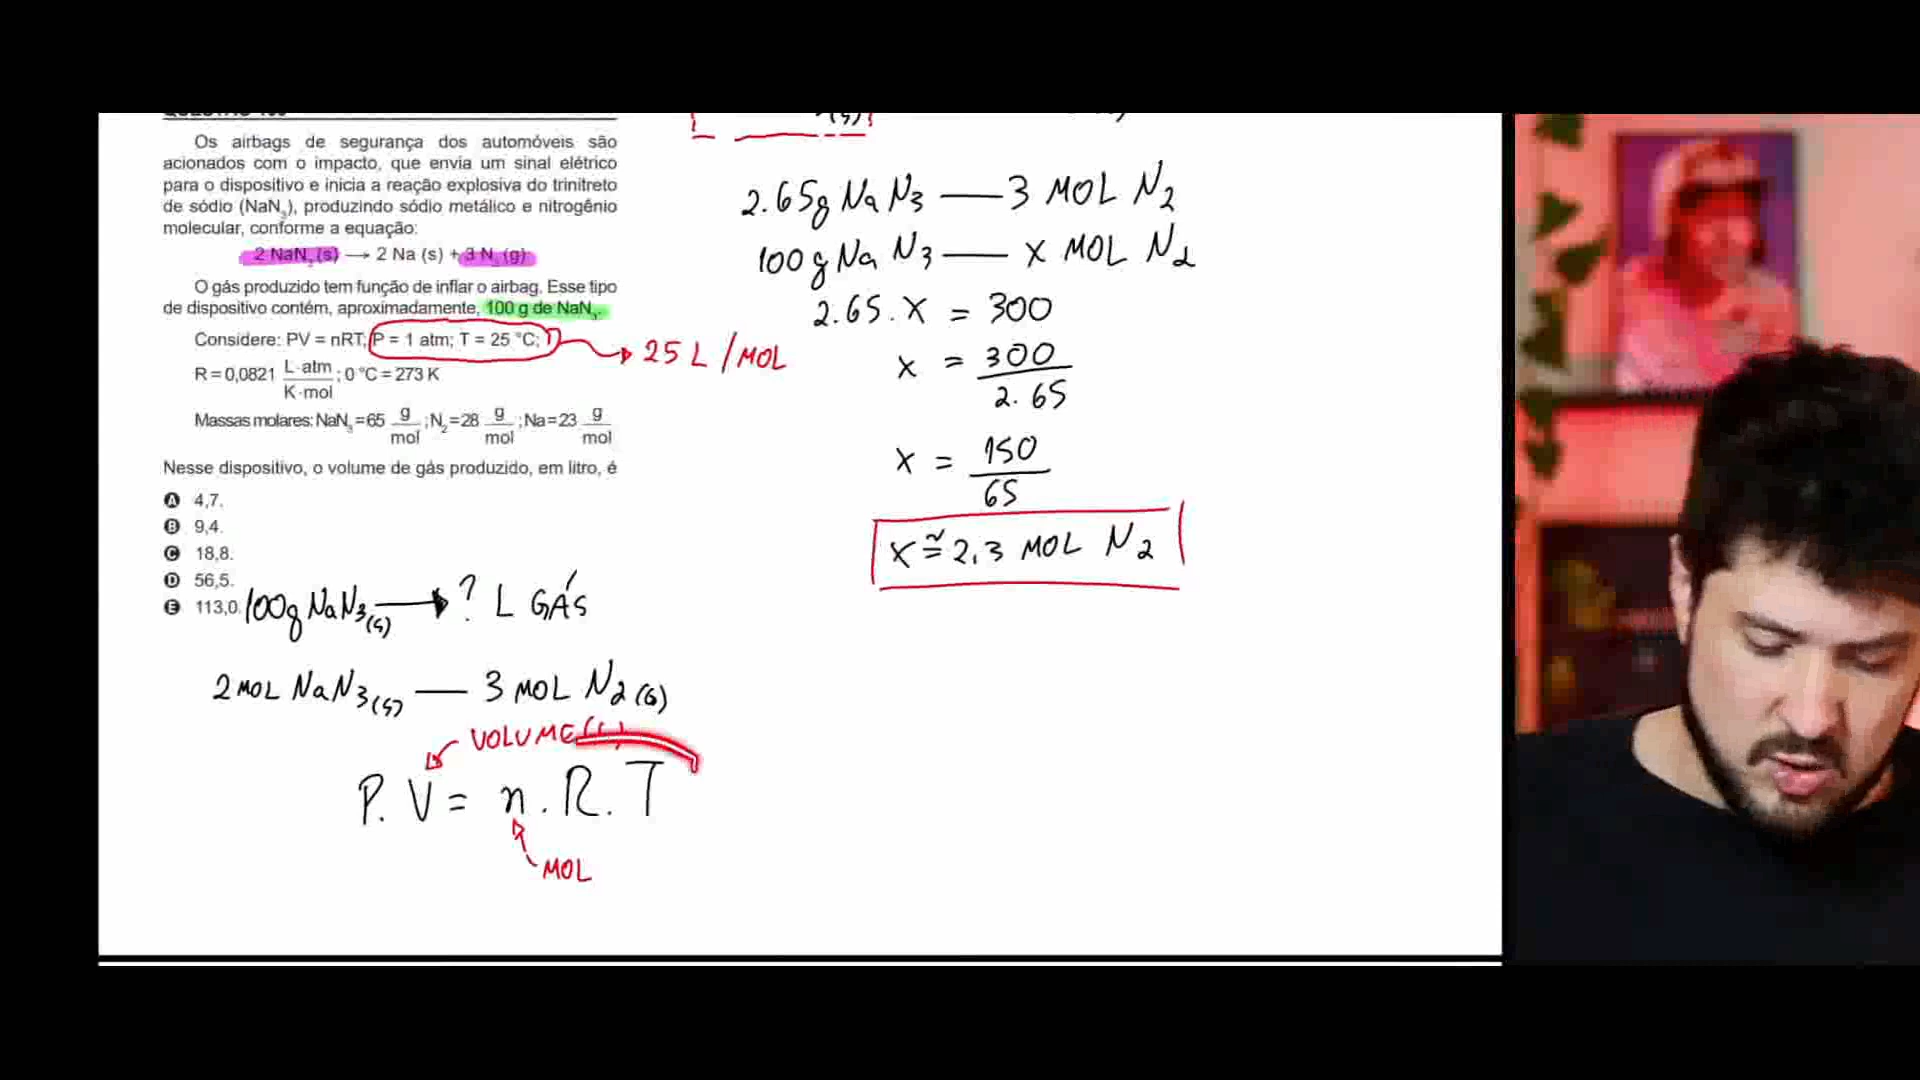 Os airbags de segurança dos automóveis são
acionados com o impacto, que envia um sinal elétrico
para o dispositivo e inicia a reação explosiva do trinitreto
de sódio (NaN3), produzindo sódio metálico e nitrogênio
molecular, conforme a equação:
2 NaN3 (s) → 2 Na (s) + 3 N2 (g)
O gás produzido tem função de inflar o airbag. Esse tipo
de dispositivo contém, aproximadamente, 100 g de NaN3.
Considere: PV = nRT; P = 1 atm; T = 25 °C;
25 L / MOL
R = 0,0821 L·atm / K·mol ; 0 °C = 273 K
Massas molares: NaN3 = 65 g/mol ; N2 = 28 g/mol ; Na = 23 g/mol
Nesse dispositivo, o volume de gás produzido, em litro, é
A 4,7.
B 9,4.
C 18,8.
D 56,5.
E 113,0.
100g NaN3(s) → ? L GÁS
2 MOL NaN3(s) — 3 MOL N2(G)
VOLUME
P. V = n . R. T
MOL
2.65g NaN3 — 3 MOL N2
100g NaN3 — X MOL N2
2.65.X = 300
X = 300 / 2.65
X = 150 / 65
X ≅ 2,3 MOL N2